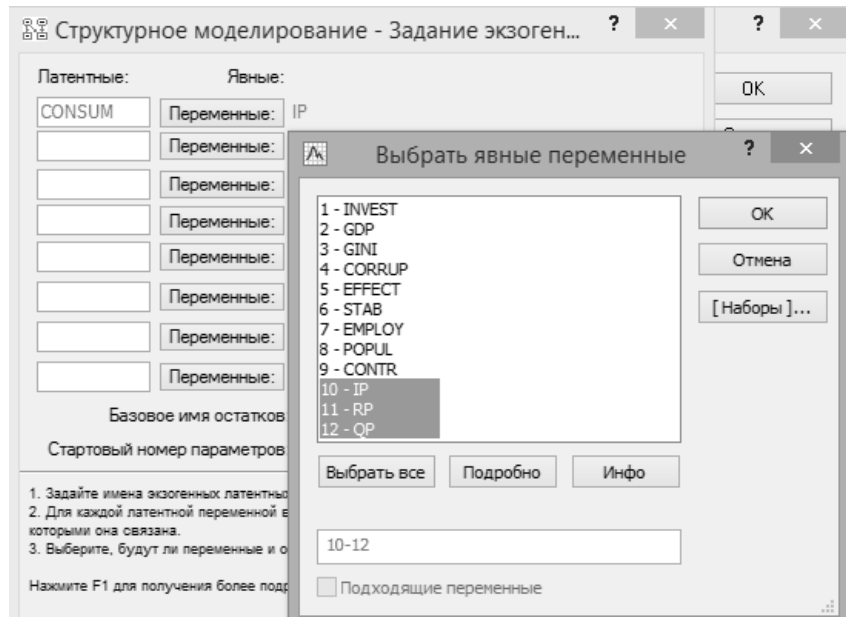 Структурное моделирование - Задание экзоген... ? ×
? ×
Латентные: Явные:
OK
CONSUM Переменные: IP
Переменные:
Переменные:
Переменные:
Переменные:
Переменные:
Переменные:
Переменные:
Базовое имя остатков
Стартовый номер параметров
1. Задайте имена экзогенных латентны
2. Для каждой латентной переменной в
которыми она связана.
3. Выберите, будут ли переменные и о
Нажмите F1 для получения более подр
Выбрать явные переменные ? ×
1 - INVEST
2 - GDP
3 - GINI
4 - CORRUP
5 - EFFECT
6 - STAB
7 - EMPLOY
8 - POPUL
9 - CONTR
10 - IP
11 - RP
12 - QP
OK
Отмена
[ Наборы ]...
Выбрать все Подробно Инфо
10-12
Подходящие переменные